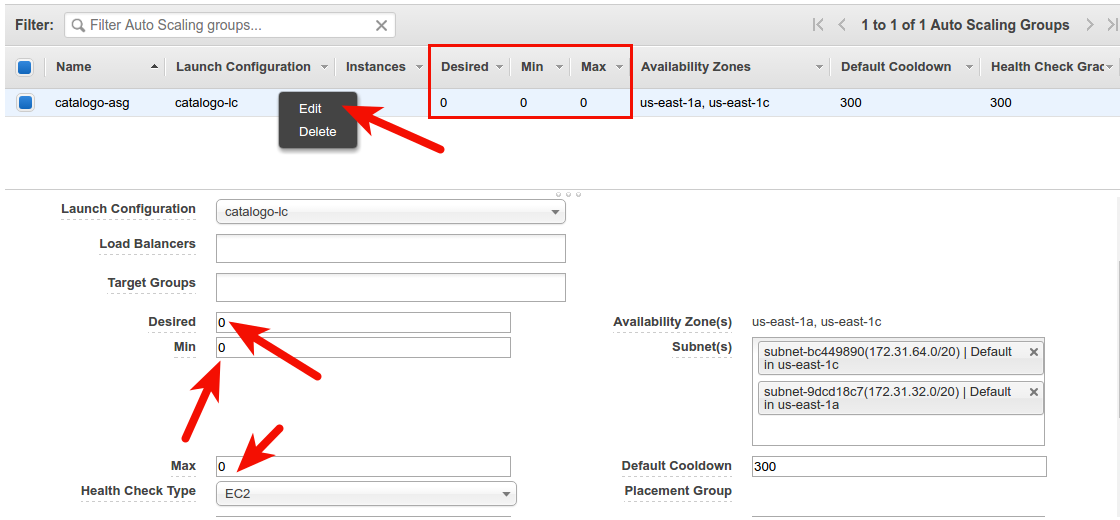 Filter: Filter Auto Scaling groups... 1 to 1 of 1 Auto Scaling Groups
Name Launch Configuration Instances Desired Min Max Availability Zones Default Cooldown Health Check Grac
catalogo-asg catalogo-lc 0 0 0 us-east-1a, us-east-1c 300 300
Edit
Delete
Launch Configuration catalogo-lc
Load Balancers
Target Groups
Desired 0 Availability Zone(s) us-east-1a, us-east-1c
Min 0 Subnet(s)
subnet-bc449890(172.31.64.0/20) | Default
in us-east-1c
subnet-9dcd18c7(172.31.32.0/20) | Default
in us-east-1a
Max 0 Default Cooldown 300
Health Check Type EC2 Placement Group